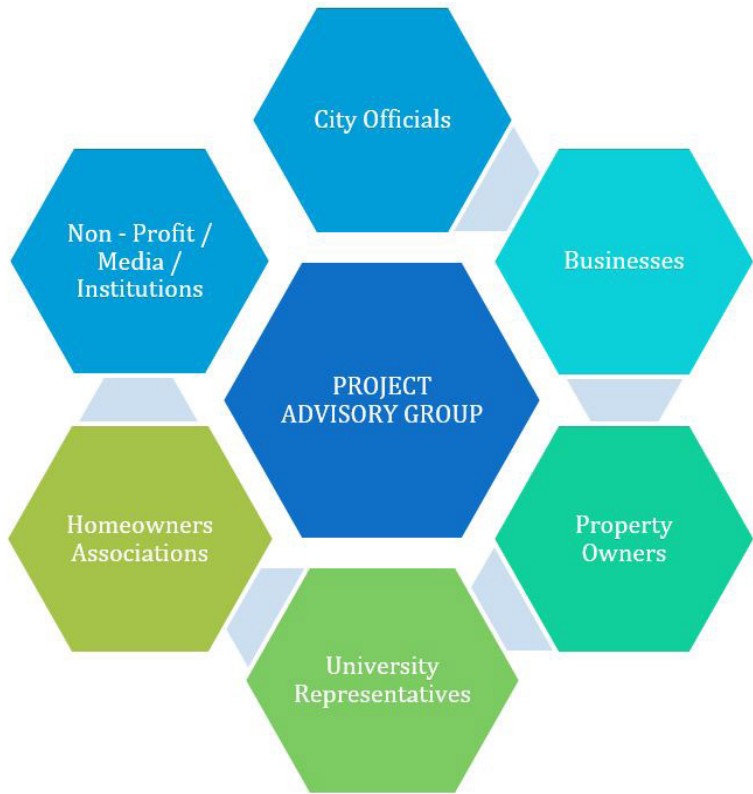 City Officials
Non - Profit /
Media /
Institutions
Businesses
PROJECT
ADVISORY GROUP
Homeowners
Associations
Property
Owners
University
Representatives